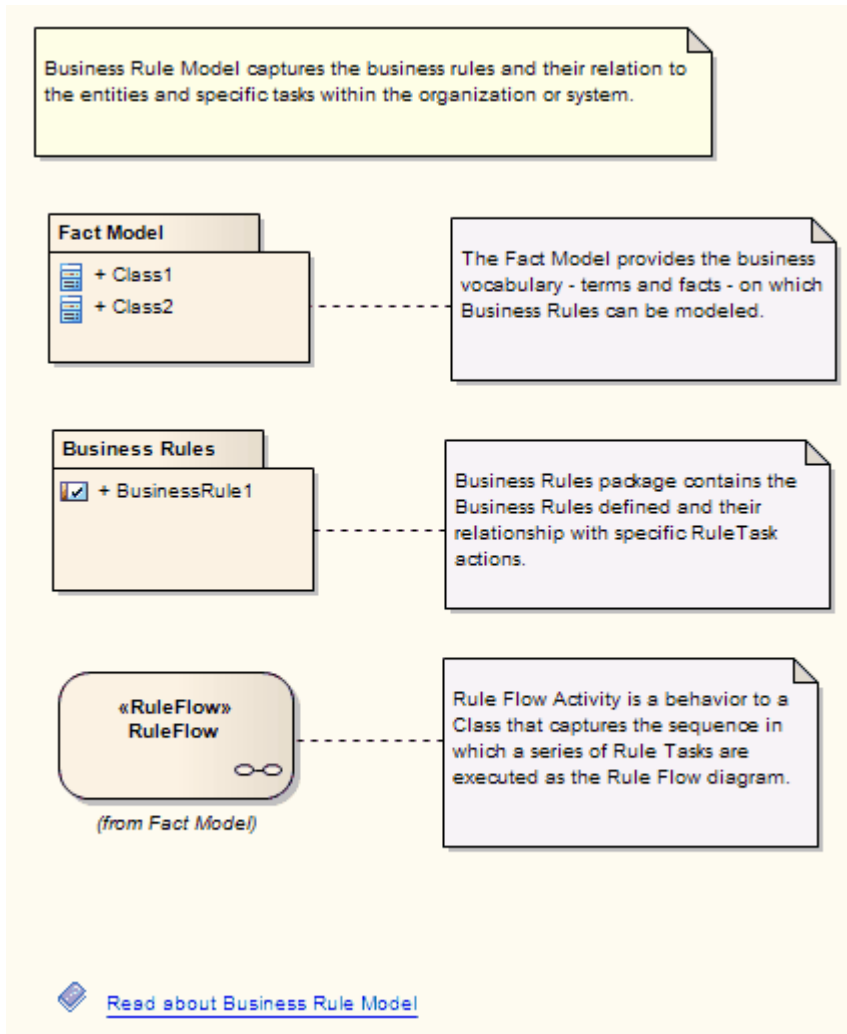 Business Rule Model captures the business rules and their relation to
the entities and specific tasks within the organization or system.
Fact Model
+ Class1
+ Class2
The Fact Model provides the business
vocabulary - terms and facts - on which
Business Rules can be modeled.
Business Rules
+ BusinessRule1
Business Rules package contains the
Business Rules defined and their
relationship with specific RuleTask
actions.
«RuleFlow»
RuleFlow
(from Fact Model)
Rule Flow Activity is a behavior to a
Class that captures the sequence in
which a series of Rule Tasks are
executed as the Rule Flow diagram.
Read about Business Rule Model